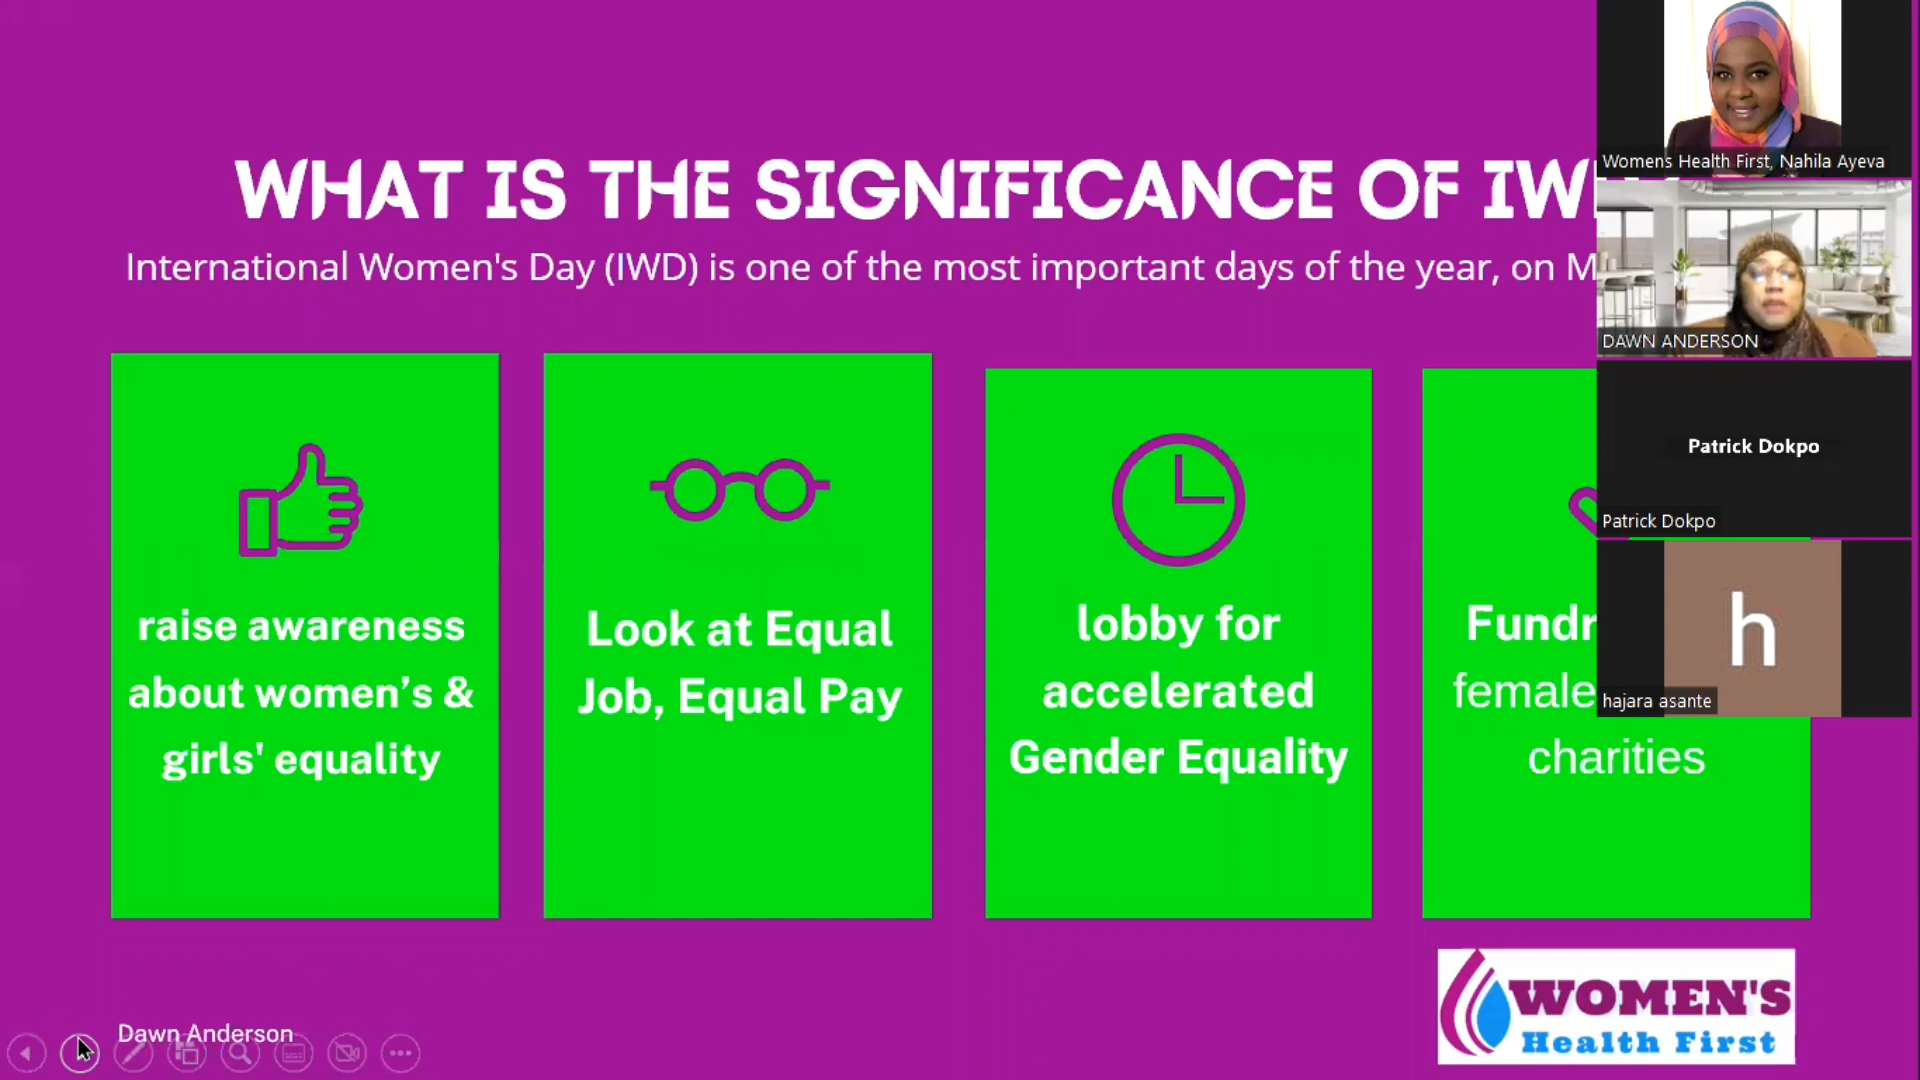 WHAT IS THE SIGNIFICANCE OF IW
International Women's Day (IWD) is one of the most important days of the year, on M
raise awareness
about women's &
girls' equality
Look at Equal
Job, Equal Pay
lobby for
accelerated
Gender Equality
Fundr
female
charities
Womens Health First, Nahila Ayeva
DAWN ANDERSON
Patrick Dokpo
Patrick Dokpo
h
hajara asante
WOMEN'S
Health First
Dawn Anderson